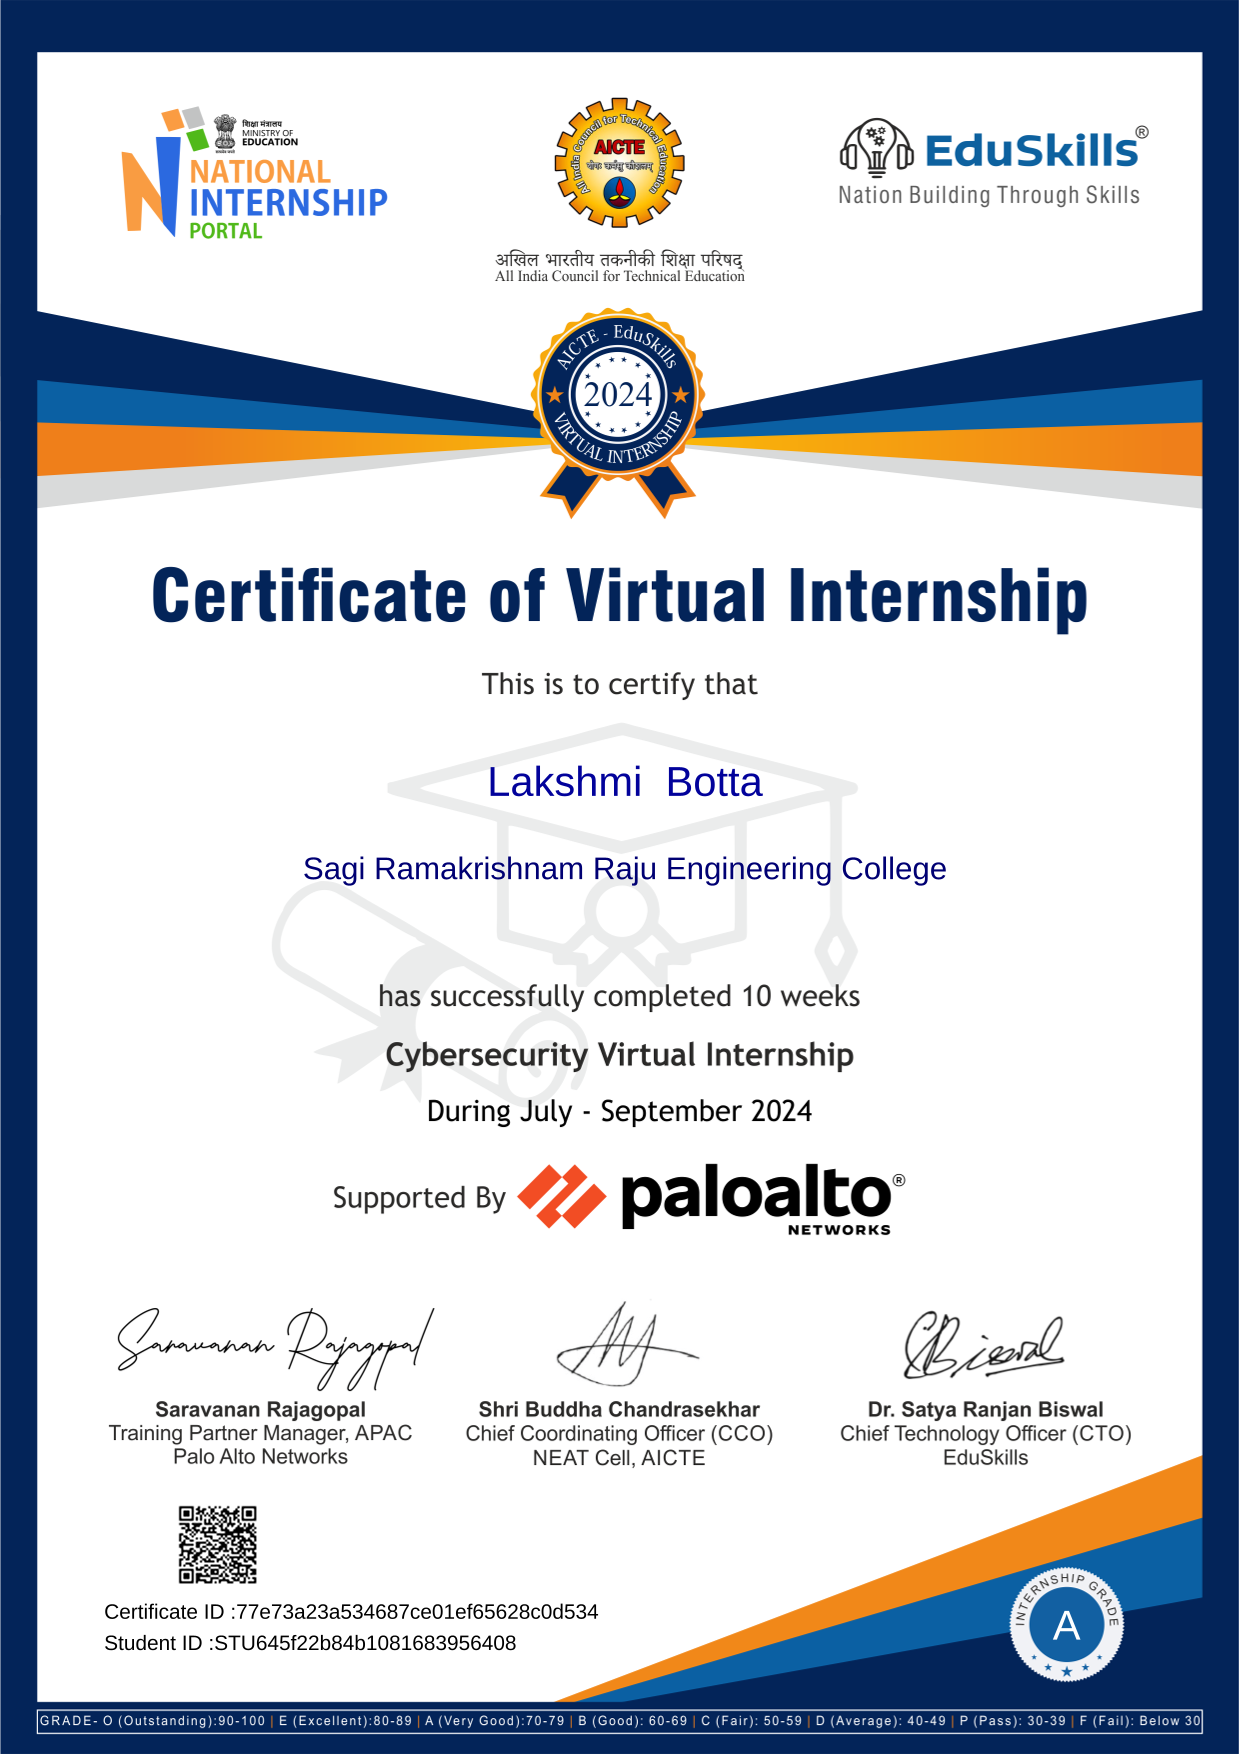 शिक्षा मंत्रालय
MINISTRY OF
EDUCATION
NATIONAL
INTERNSHIP
PORTAL
All India Council for Technical Education
AICTE
योगः कर्मसु कौशलम्
अखिल भारतीय तकनीकी शिक्षा परिषद्
All India Council for Technical Education
EduSkills®
Nation Building Through Skills
AICTE - EduSkills
2024
VIRTUAL INTERNSHIP
Certificate of Virtual Internship
This is to certify that
Lakshmi Botta
Sagi Ramakrishnam Raju Engineering College
has successfully completed 10 weeks
Cybersecurity Virtual Internship
During July - September 2024
Supported By paloalto®
NETWORKS
Saravanan Rajagopal
Biswal
Saravanan Rajagopal
Training Partner Manager, APAC
Palo Alto Networks
Shri Buddha Chandrasekhar
Chief Coordinating Officer (CCO)
NEAT Cell, AICTE
Dr. Satya Ranjan Biswal
Chief Technology Officer (CTO)
EduSkills
Certificate ID :77e73a23a534687ce01ef65628c0d534
Student ID :STU645f22b84b1081683956408
INTERNSHIP GRADE
A
GRADE- O (Outstanding):90-100 | E (Excellent):80-89 | A (Very Good):70-79 | B (Good): 60-69 | C (Fair): 50-59 | D (Average): 40-49 | P (Pass): 30-39 | F (Fail): Below 30